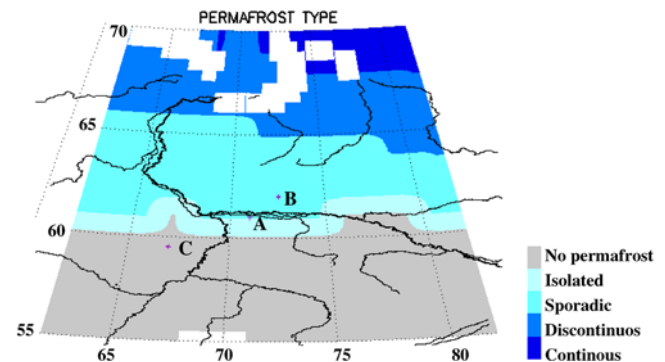 PERMAFROST TYPE
70
65
60
55
B
A
C
65 70 75 80
No permafrost
Isolated
Sporadic
Discontinuos
Continous